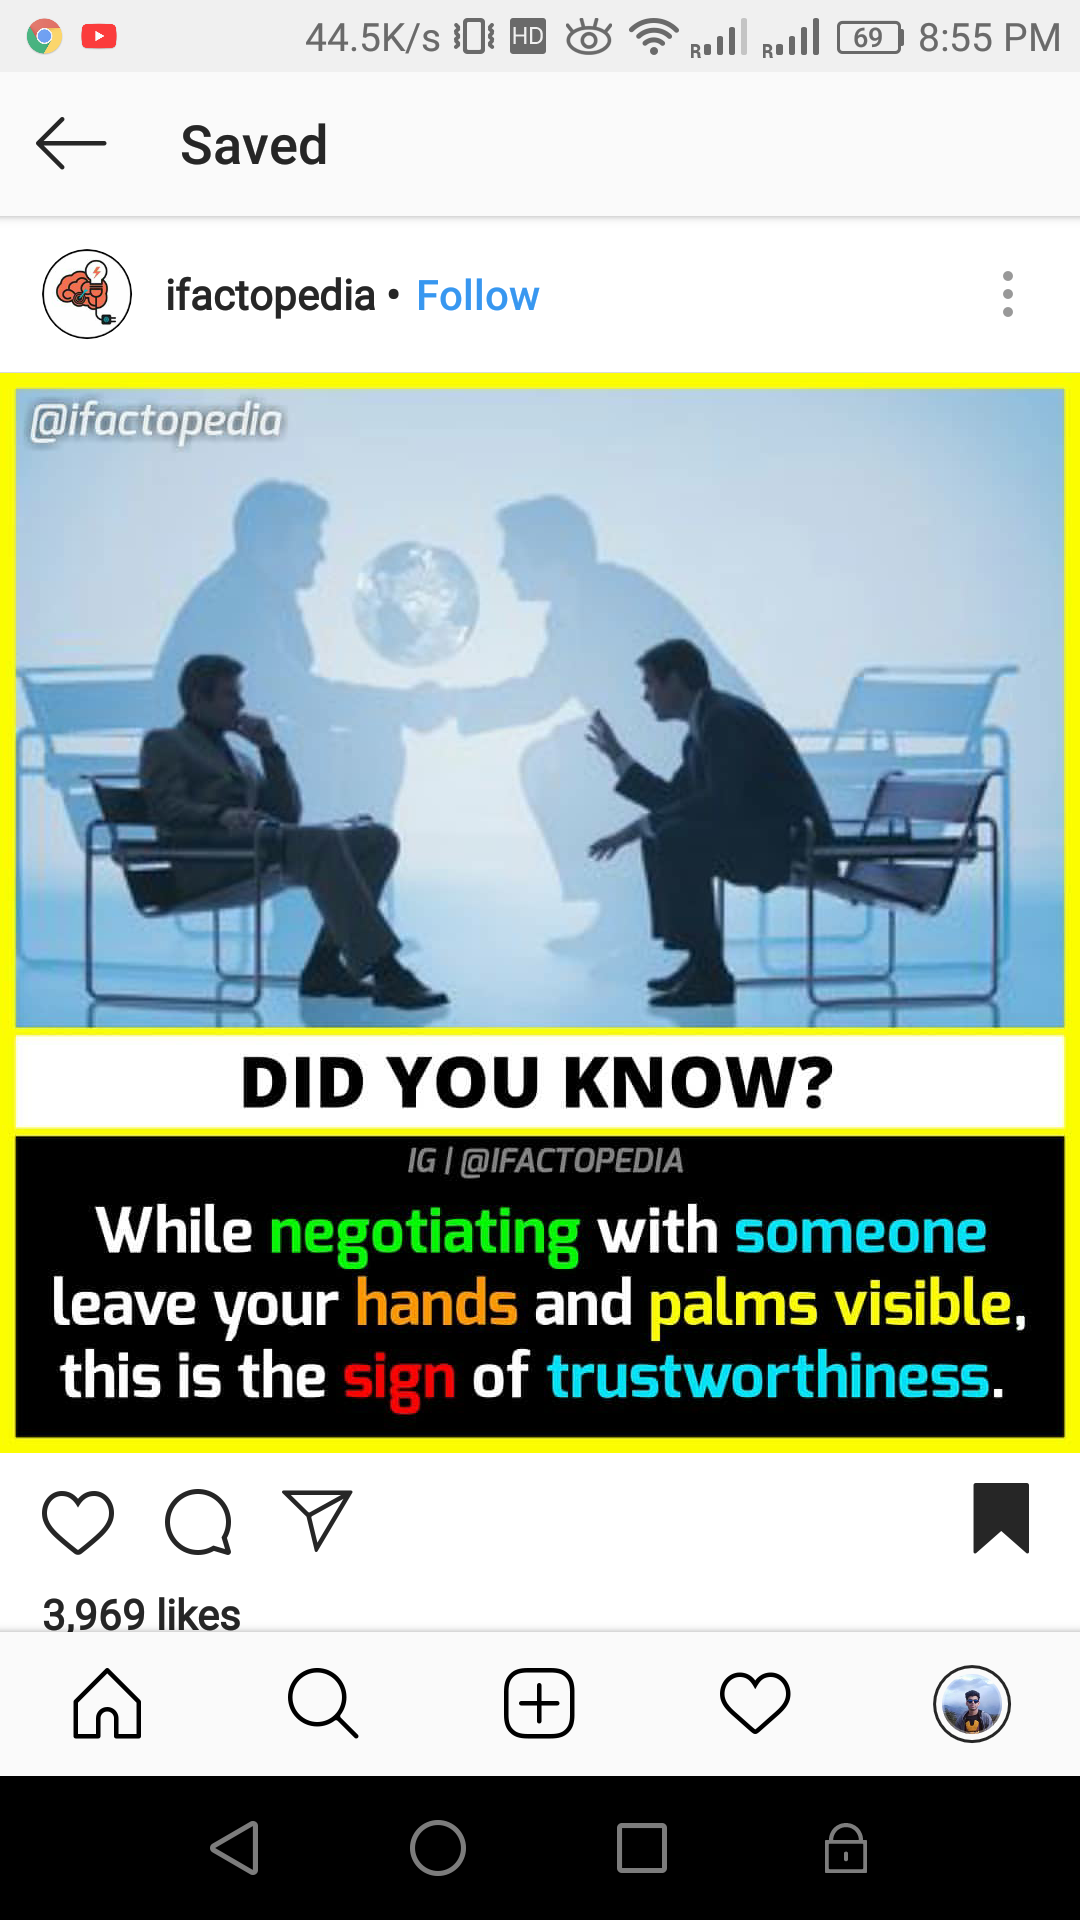 44.5K/s HD R R 69 8:55 PM
Saved
ifactopedia • Follow
@ifactopedia
DID YOU KNOW?
IG | @IFACTOPEDIA
While negotiating with someone
leave your hands and palms visible,
this is the sign of trustworthiness.
3,969 likes